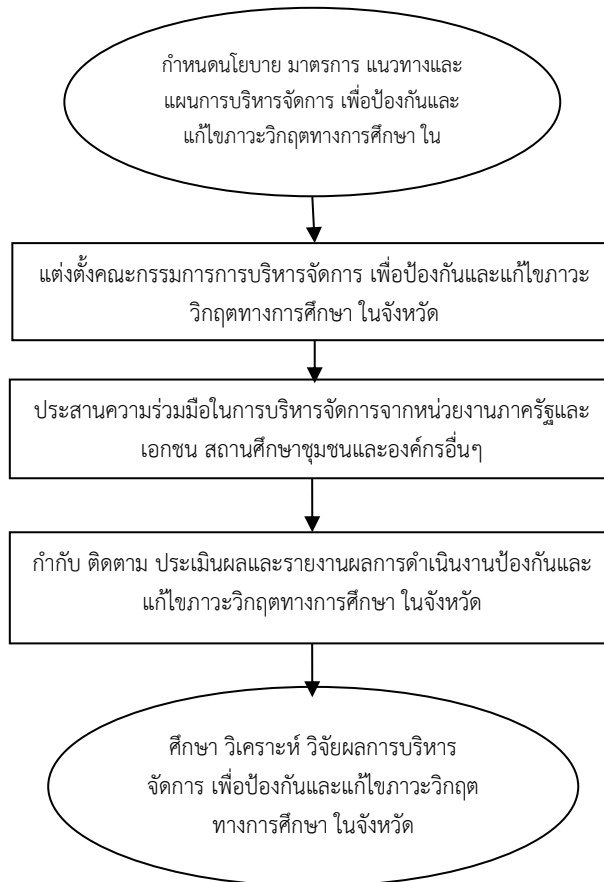 กำหนดนโยบาย มาตรการ แนวทางและ
แผนการบริหารจัดการ เพื่อป้องกันและ
แก้ไขภาวะวิกฤตทางการศึกษา ใน
แต่งตั้งคณะกรรมการการบริหารจัดการ เพื่อป้องกันและแก้ไขภาวะ
วิกฤตทางการศึกษา ในจังหวัด
ประสานความร่วมมือในการบริหารจัดการจากหน่วยงานภาครัฐและ
เอกชน สถานศึกษาชุมชนและองค์กรอื่นๆ
กำกับ ติดตาม ประเมินผลและรายงานผลการดำเนินงานป้องกันและ
แก้ไขภาวะวิกฤตทางการศึกษา ในจังหวัด
ศึกษา วิเคราะห์ วิจัยผลการบริหาร
จัดการ เพื่อป้องกันและแก้ไขภาวะวิกฤต
ทางการศึกษา ในจังหวัด